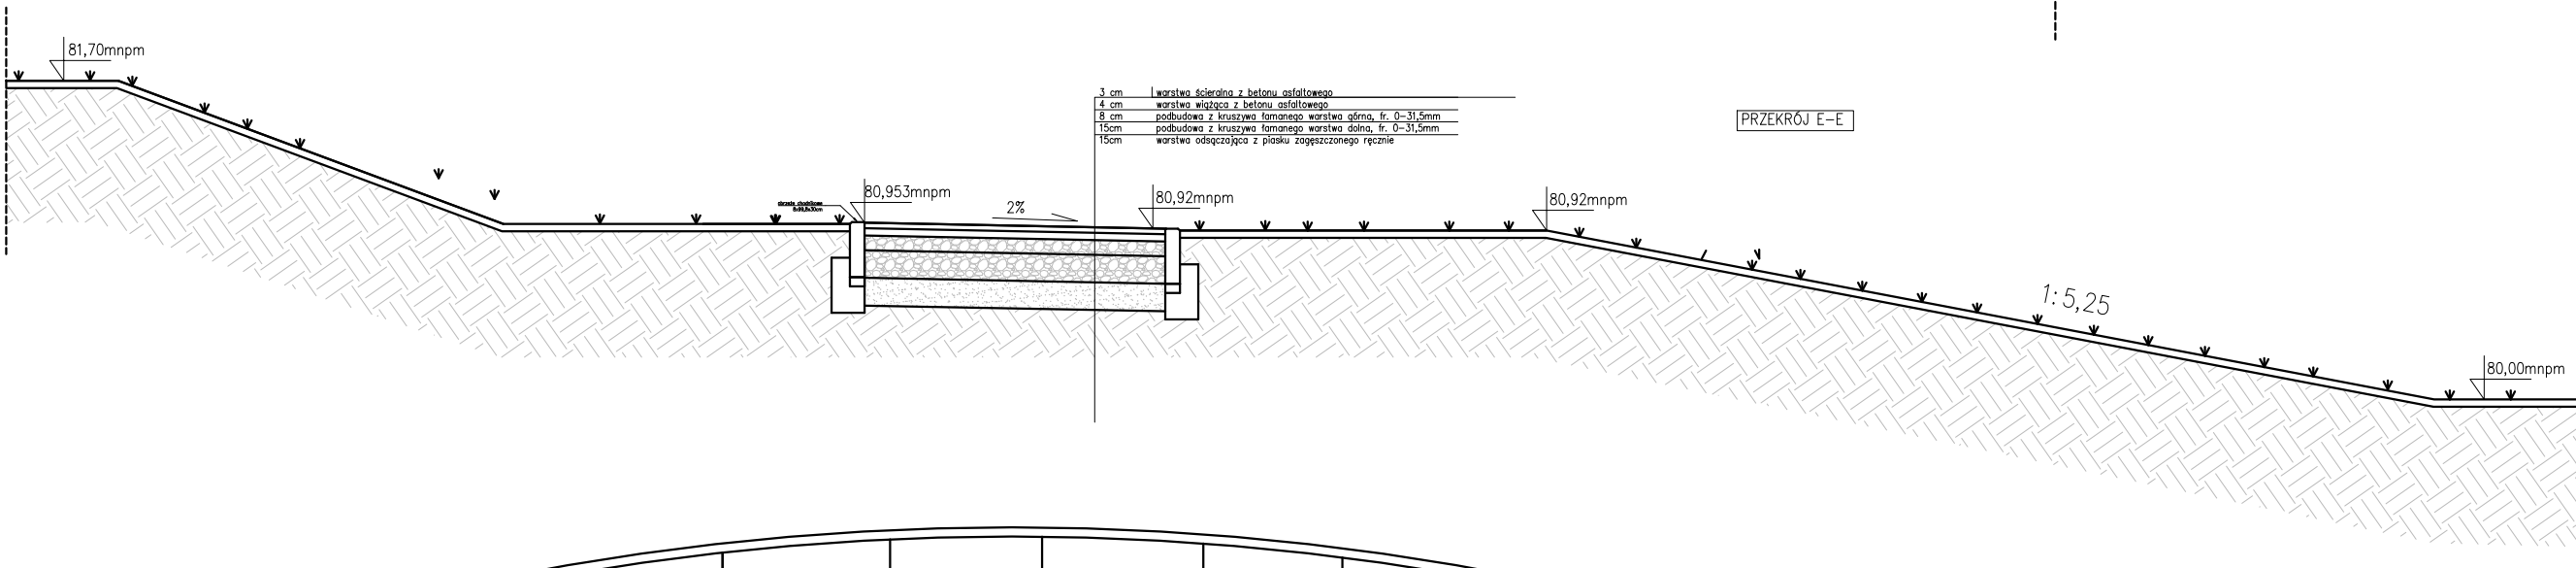 81,70mnpm
3 cm warstwa ścieralna z betonu asfaltowego
4 cm warstwa wiążąca z betonu asfaltowego
8 cm podbudowa z kruszywa łamanego warstwa górna, fr. 0-31,5mm
15cm podbudowa z kruszywa łamanego warstwa dolna, fr. 0-31,5mm
15cm warstwa odsączająca z piasku zagęszczonego ręcznie
PRZEKRÓJ E-E
obrzeże chodnikowe
80,953mnpm
2%
80,92mnpm
80,92mnpm
1:5,25
80,00mnpm